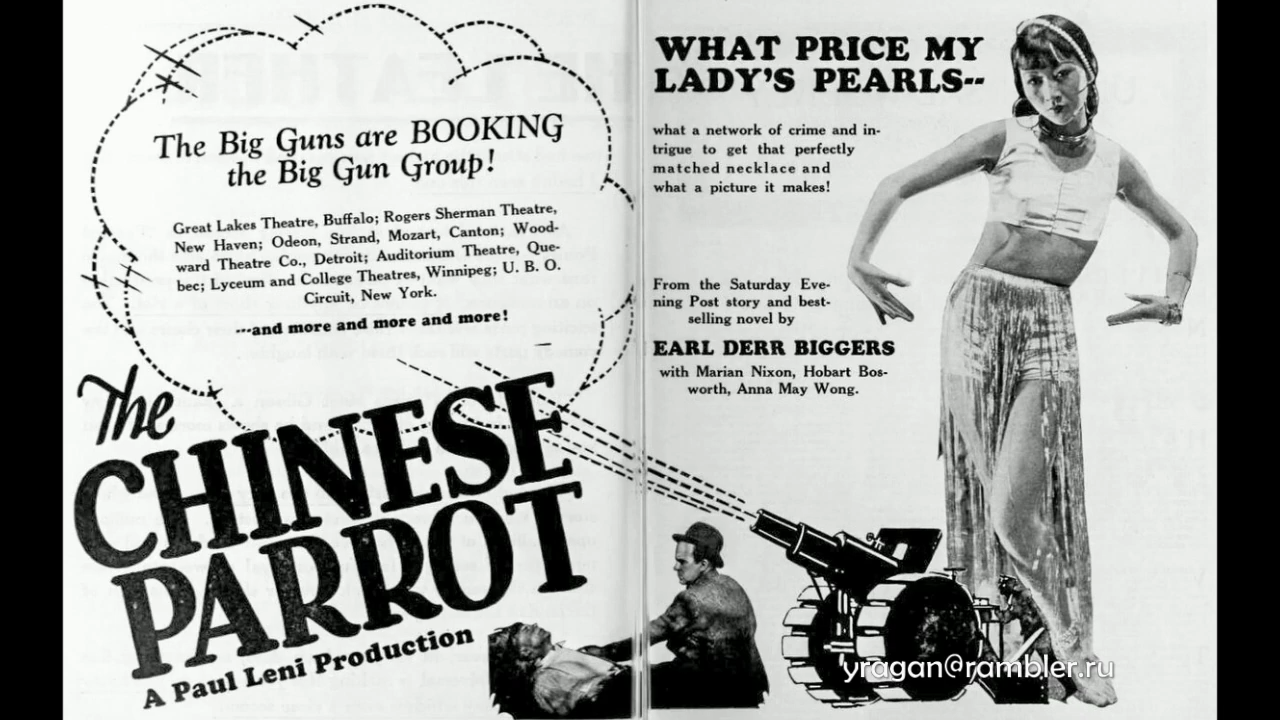 The Big Guns are BOOKING
the Big Gun Group!
Great Lakes Theatre, Buffalo; Rogers Sherman Theatre,
New Haven; Odeon, Strand, Mozart, Canton; Wood-
ward Theatre Co., Detroit; Auditorium Theatre, Que-
bec; Lyceum and College Theatres, Winnipeg; U. B. O.
Circuit, New York.
---and more and more and more!
The
CHINESE
PARROT
A Paul Leni Production
WHAT PRICE MY
LADY'S PEARLS--
what a network of crime and in-
trigue to get that perfectly
matched necklace and
what a picture it makes!
From the Saturday Eve-
ning Post story and best-
selling novel by
EARL DERR BIGGERS
with Marian Nixon, Hobart Bos-
worth, Anna May Wong.
yragan@rambler.ru